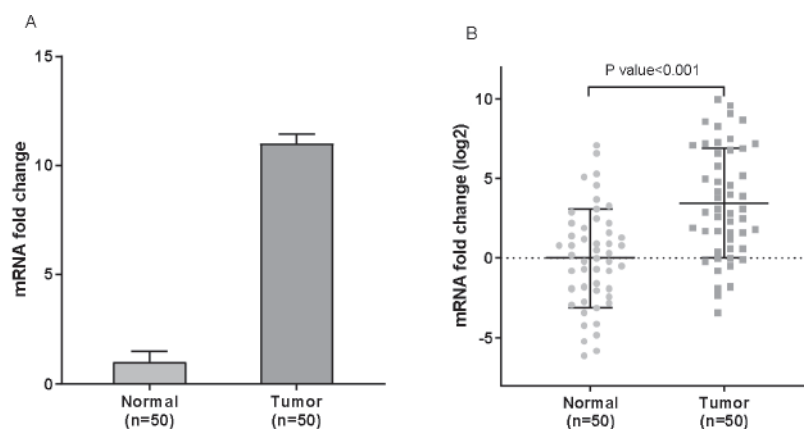 A
mRNA fold change
15
10
5
0
Normal
(n=50)
Tumor
(n=50)
B
P value<0.001
mRNA fold change (log2)
10
5
0
-5
Normal
(n=50)
Tumor
(n=50)